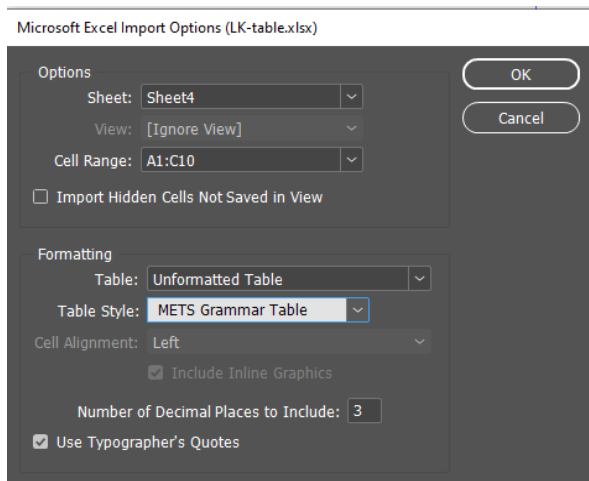 Microsoft Excel Import Options (LK-table.xlsx)
Options
Sheet: Sheet4
View: [Ignore View]
Cell Range: A1:C10
Import Hidden Cells Not Saved in View
OK
Cancel
Formatting
Table: Unformatted Table
Table Style: METS Grammar Table
Cell Alignment: Left
Include Inline Graphics
Number of Decimal Places to Include: 3
Use Typographer's Quotes